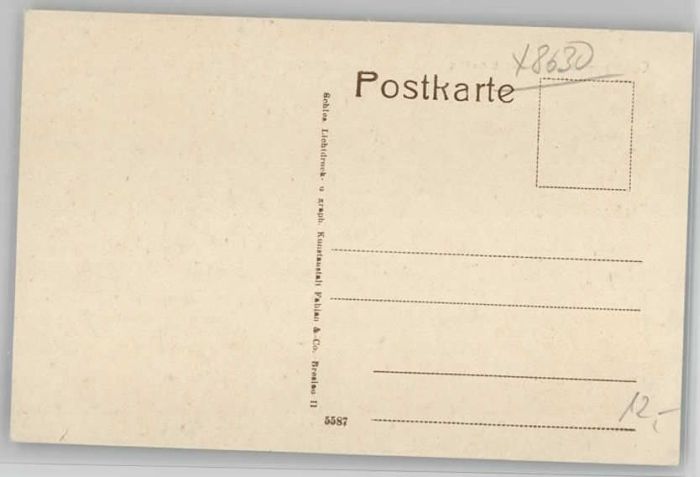 x8630
Postkarte
Schles. Lichtdruck- u. graph. Kunstanstalt Fabian & Co. Breslau II
5587
12,-